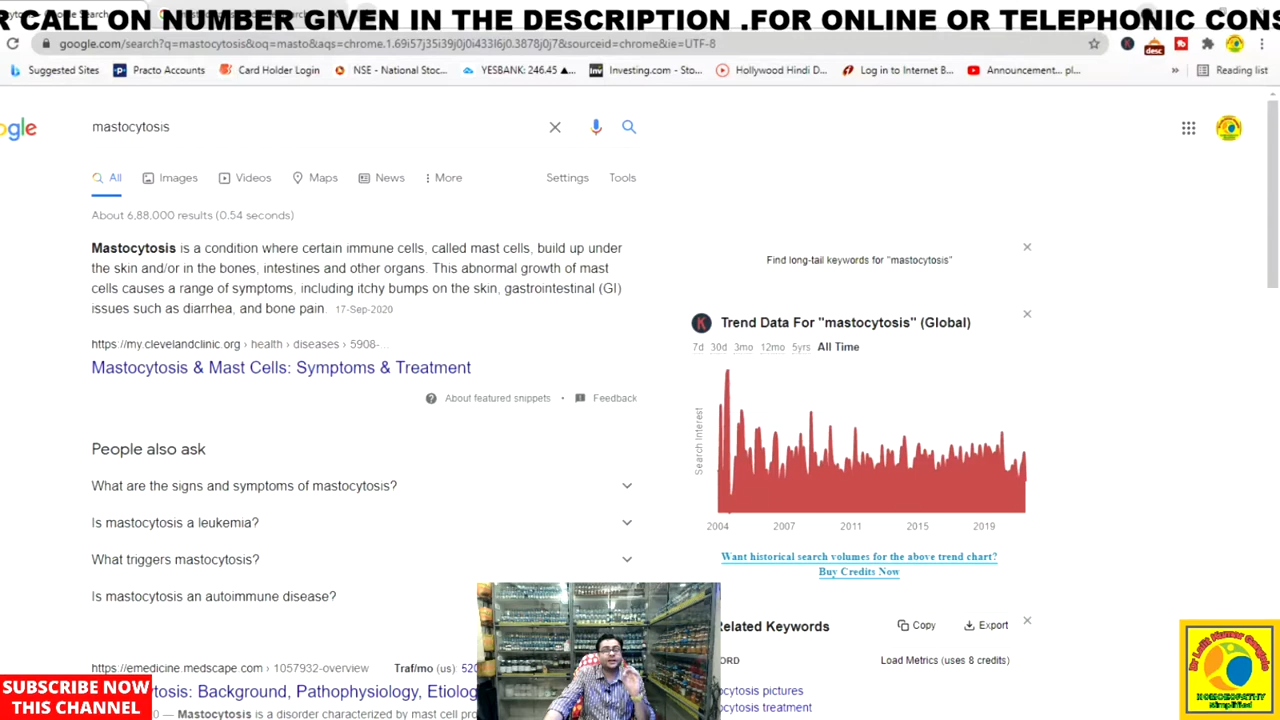 R CALL ON NUMBER GIVEN IN THE DESCRIPTION .FOR ONLINE OR TELEPHONIC CONS
google.com/search?q=mastocytosis&oq=masto&aqs=chrome.1.69i57j35i39j0j0i433l6j0.3878j0j7&sourceid=chrome&ie=UTF-8
Suggested Sites Practo Accounts Card Holder Login NSE - National Stoc... YESBANK: 246.45 ▲... Investing.com - Sto... Hollywood Hindi D... Log in to Internet B... Announcement... pl... » Reading list
ogle mastocytosis
All Images Videos Maps News More Settings Tools
About 6,88,000 results (0.54 seconds)
Mastocytosis is a condition where certain immune cells, called mast cells, build up under
the skin and/or in the bones, intestines and other organs. This abnormal growth of mast
cells causes a range of symptoms, including itchy bumps on the skin, gastrointestinal (GI)
issues such as diarrhea, and bone pain. 17-Sep-2020
https://my.clevelandclinic.org › health › diseases › 5908-...
Mastocytosis & Mast Cells: Symptoms & Treatment
About featured snippets • Feedback
People also ask
What are the signs and symptoms of mastocytosis?
Is mastocytosis a leukemia?
What triggers mastocytosis?
Is mastocytosis an autoimmune disease?
https://emedicine.medscape.com › 1057932-overview Traf/mo (us): 520
tosis: Background, Pathophysiology, Etiolog
— Mastocytosis is a disorder characterized by mast cell pro
Find long-tail keywords for "mastocytosis"
Trend Data For "mastocytosis" (Global)
7d 30d 3mo 12mo 5yrs All Time
Search Interest
2004 2007 2011 2015 2019
Want historical search volumes for the above trend chart?
Buy Credits Now
elated Keywords Copy Export
ORD Load Metrics (uses 8 credits)
ocytosis pictures
ocytosis treatment
SUBSCRIBE NOW
THIS CHANNEL
HOMOEOPATHY
Simplified